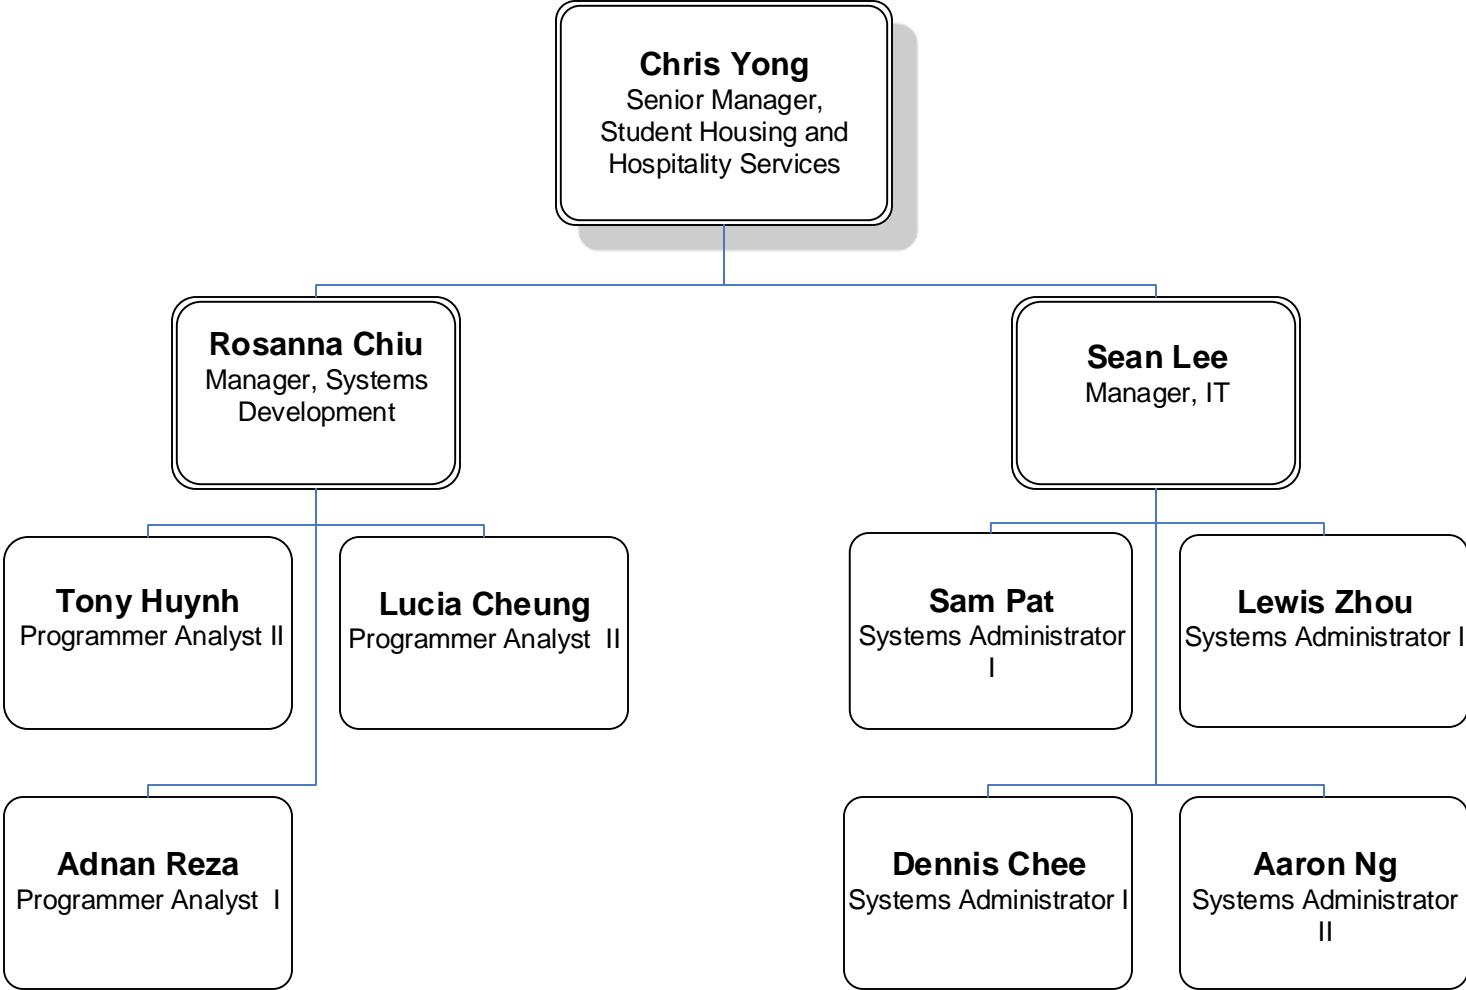 Chris Yong
Senior Manager,
Student Housing and
Hospitality Services
Rosanna Chiu
Manager, Systems
Development
Sean Lee
Manager, IT
Tony Huynh
Programmer Analyst II
Lucia Cheung
Programmer Analyst  II
Sam Pat
Systems Administrator
I
Lewis Zhou
Systems Administrator I
Adnan Reza
Programmer Analyst  I
Dennis Chee
Systems Administrator I
Aaron Ng
Systems Administrator
II